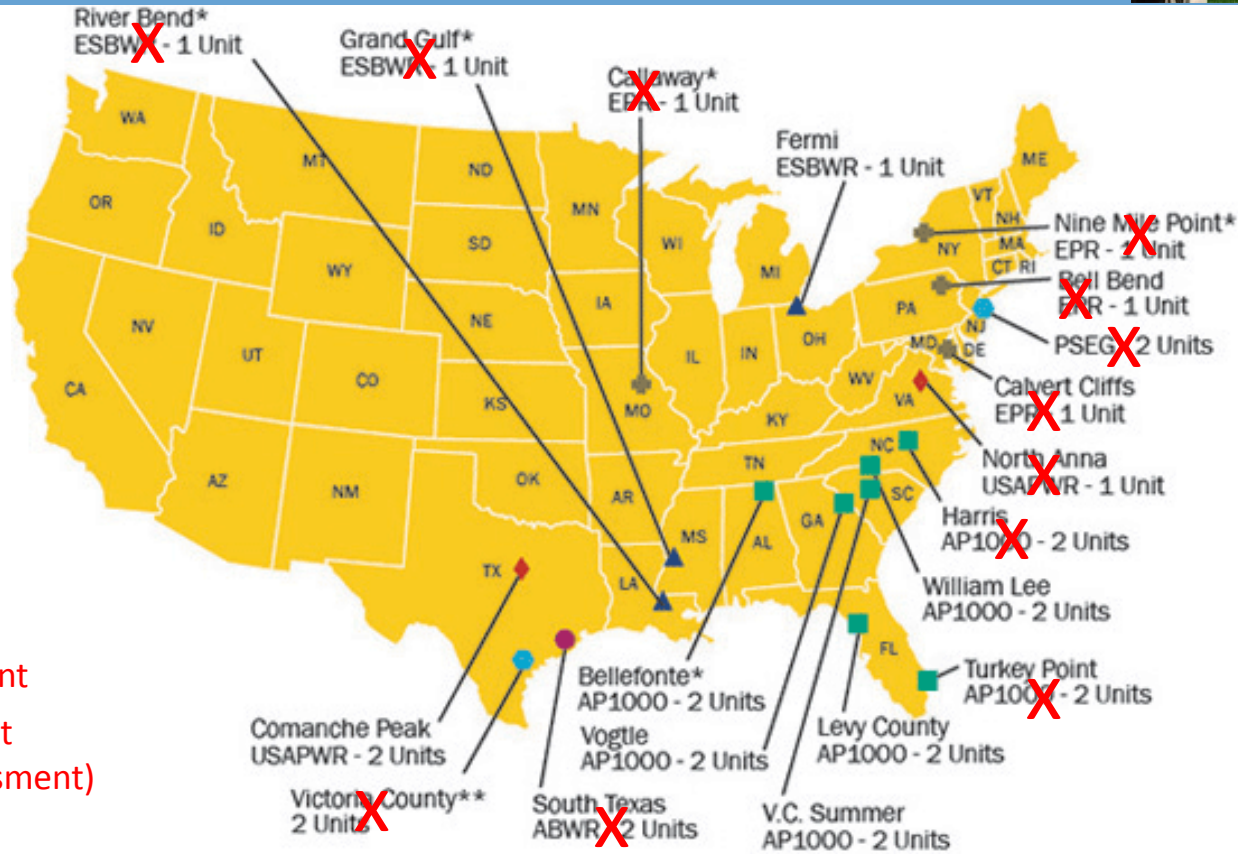 River Bend*
ESBWR - 1 Unit
Grand Gulf*
ESBWR - 1 Unit
Callaway*
EPR - 1 Unit
Fermi
ESBWR - 1 Unit
Nine Mile Point*
EPR - 1 Unit
Bell Bend
EPR - 1 Unit
PSEG - 2 Units
Calvert Cliffs
EPR - 1 Unit
North Anna
USAPWR - 1 Unit
Harris
AP1000 - 2 Units
William Lee
AP1000 - 2 Units
Turkey Point
AP1000 - 2 Units
Levy County
AP1000 - 2 Units
V.C. Summer
AP1000 - 2 Units
Vogtle
AP1000 - 2 Units
Bellefonte*
AP1000 - 2 Units
South Texas
ABWR - 2 Units
Victoria County**
2 Units
Comanche Peak
USAPWR - 2 Units
WA
MT
ND
MN
OR
ID
SD
WI
MI
WY
IA
NE
NV
UT
CO
CA
KS
MO
IL
IN
OH
PA
NY
VT
NH
ME
MA
CT RI
NJ
MD
DE
WV
VA
KY
NC
TN
SC
AZ
NM
OK
AR
MS
AL
GA
TX
LA
FL
nt
t
sment)
X
X
X
X
X
X
X
X
X
X
X
X